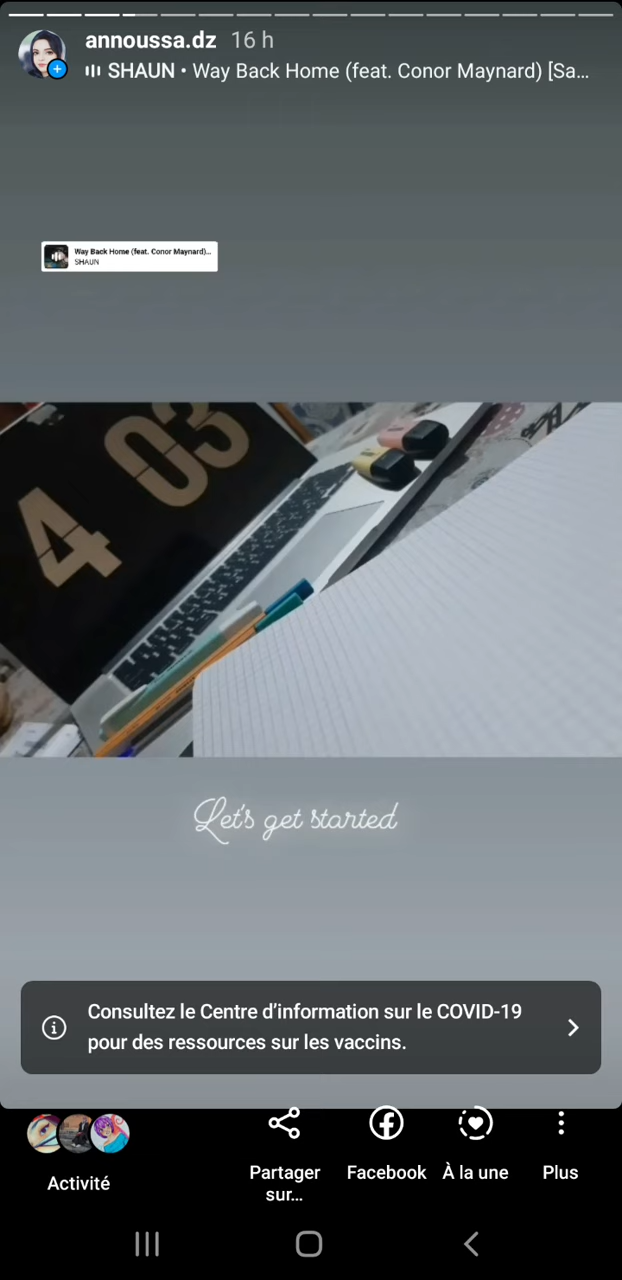 annoussa.dz 16 h
SHAUN • Way Back Home (feat. Conor Maynard) [Sa...
Way Back Home (feat. Conor Maynard)...
SHAUN
4 03
Let's get started
Consultez le Centre d'information sur le COVID-19
pour des ressources sur les vaccins.
Activité
Partager
sur...
Facebook
À la une
Plus